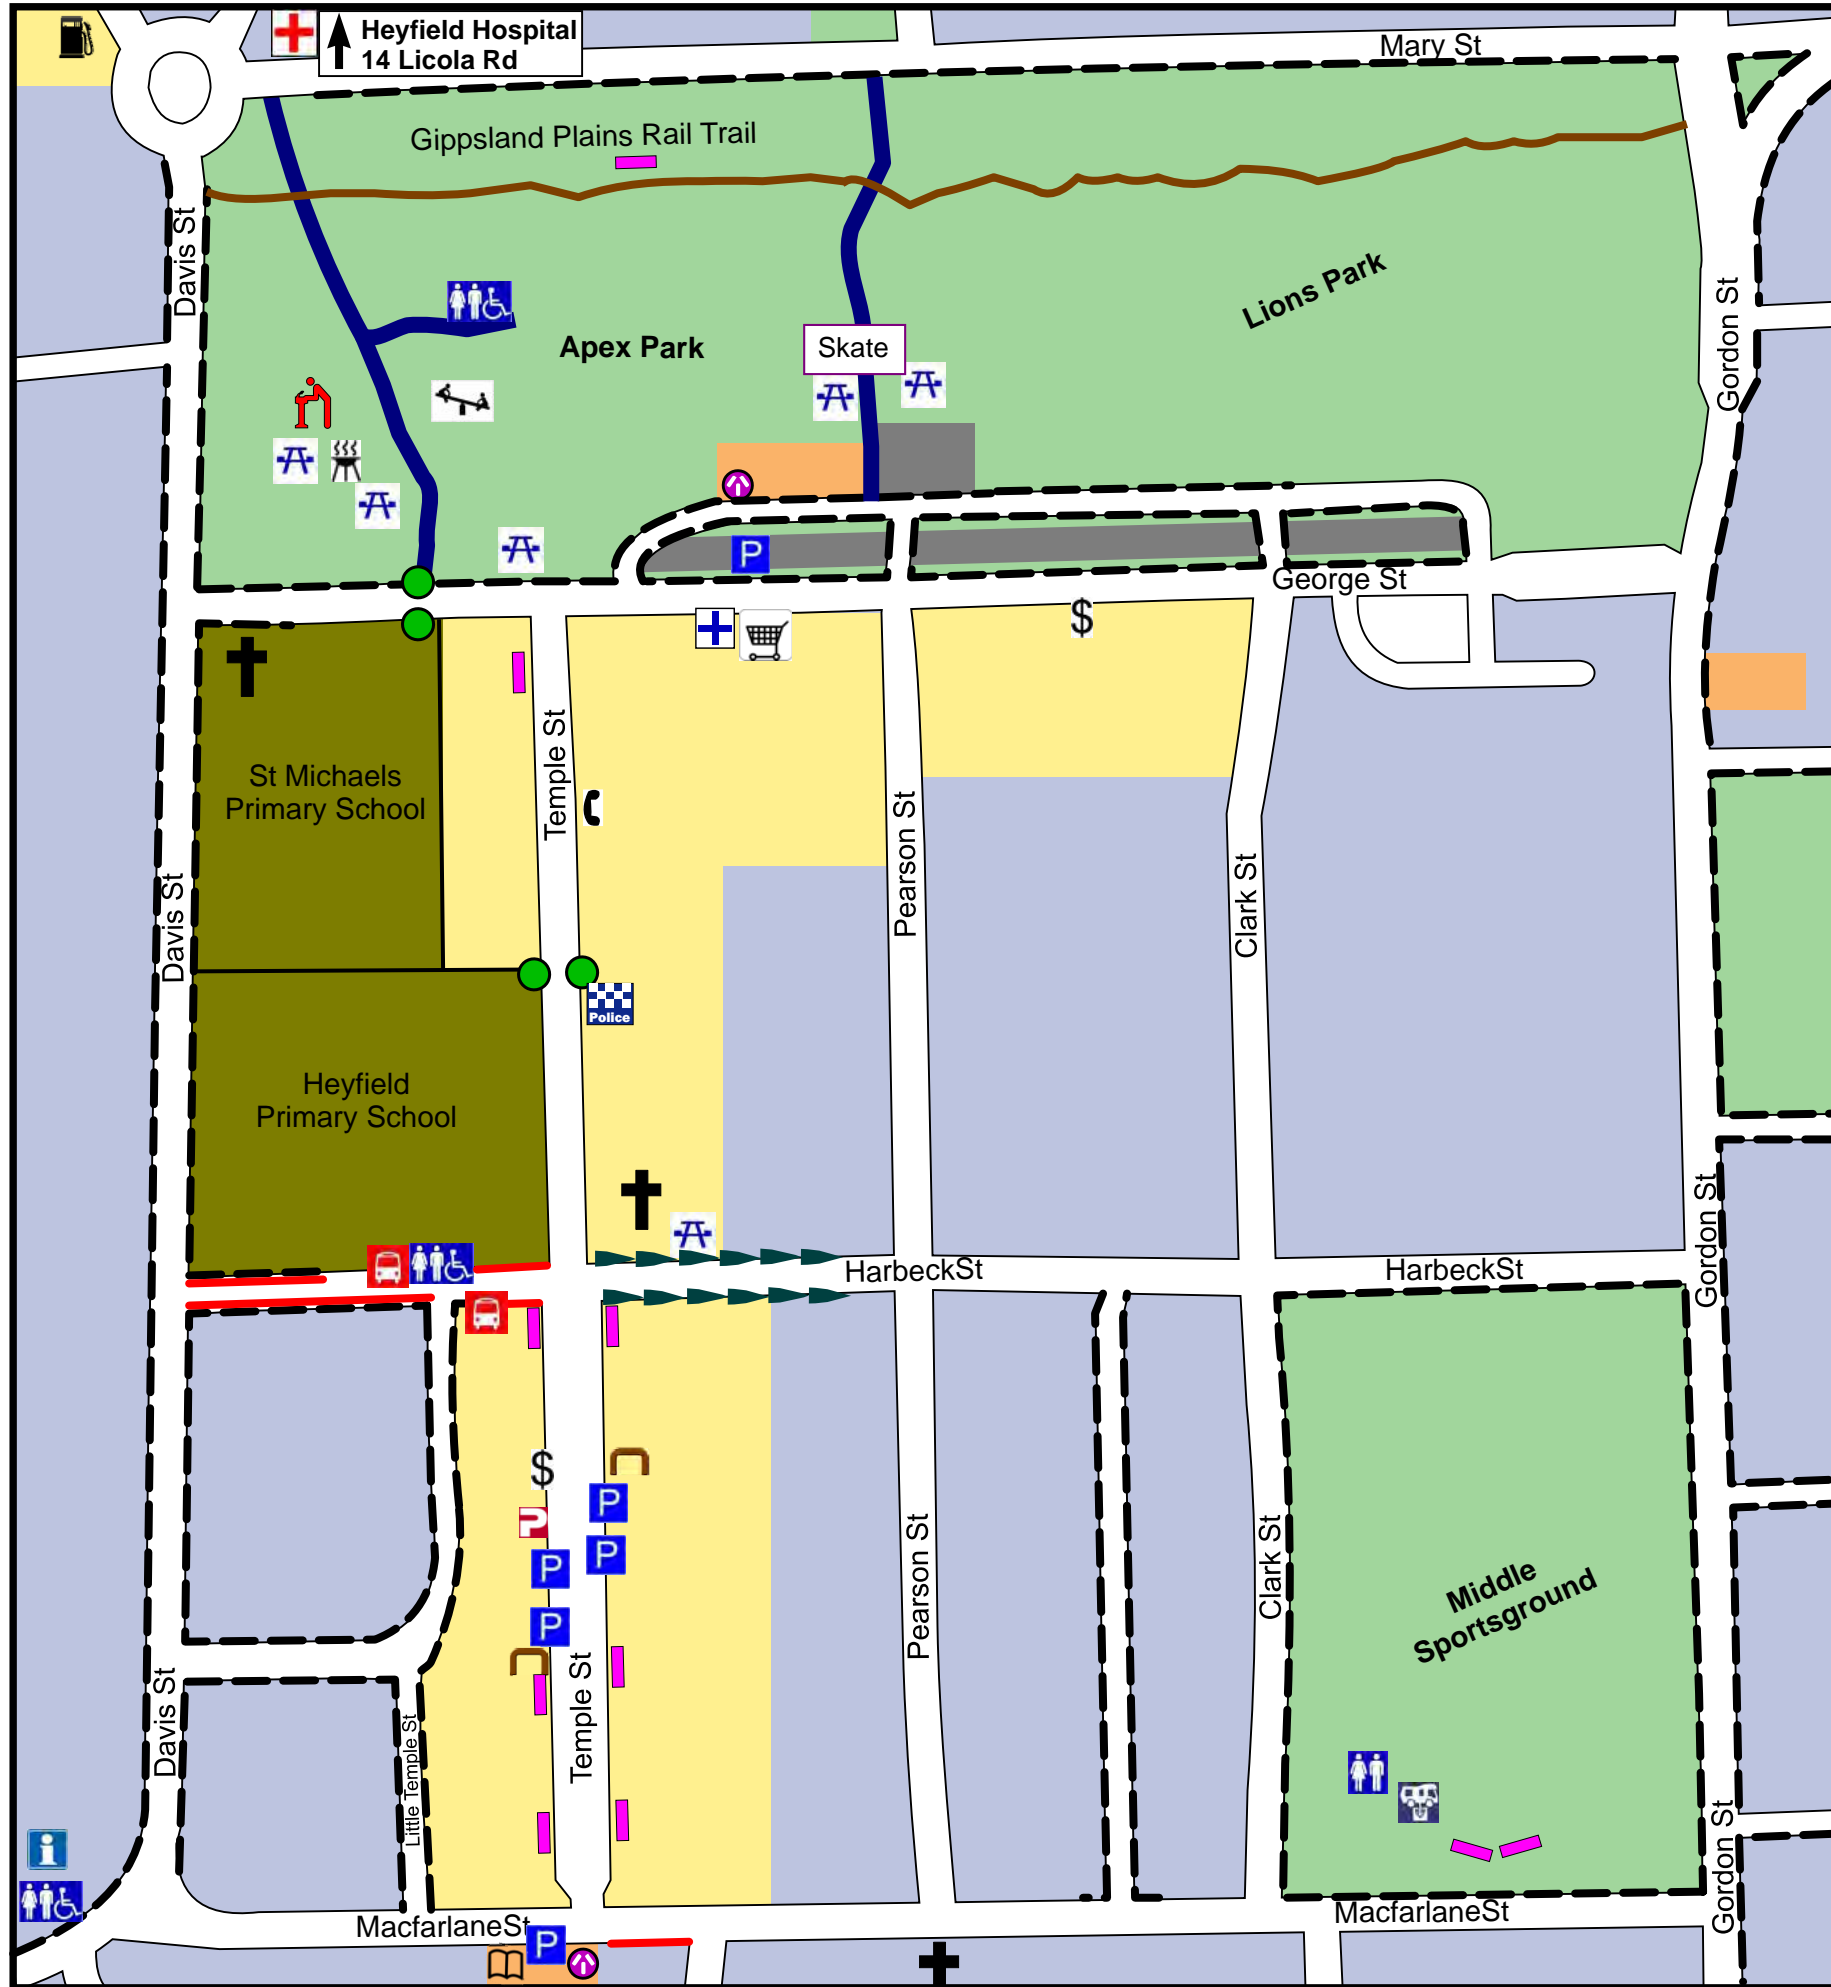 Heyfield Hospital
14 Licola Rd
Mary St
Gippsland Plains Rail Trail
Davis St
Lions Park
Gordon St
Apex Park
Skate
P
George St
$
St Michaels
Primary School
Temple St
Pearson St
Clark St
Davis St
Police
Heyfield
Primary School
HarbeckSt
HarbeckSt
Gordon St
$
P
P
P
P
P
Pearson St
Clark St
Middle
Sportsground
Davis St
Temple St
Little Temple St
i
Gordon St
MacfarlaneSt
MacfarlaneSt
P